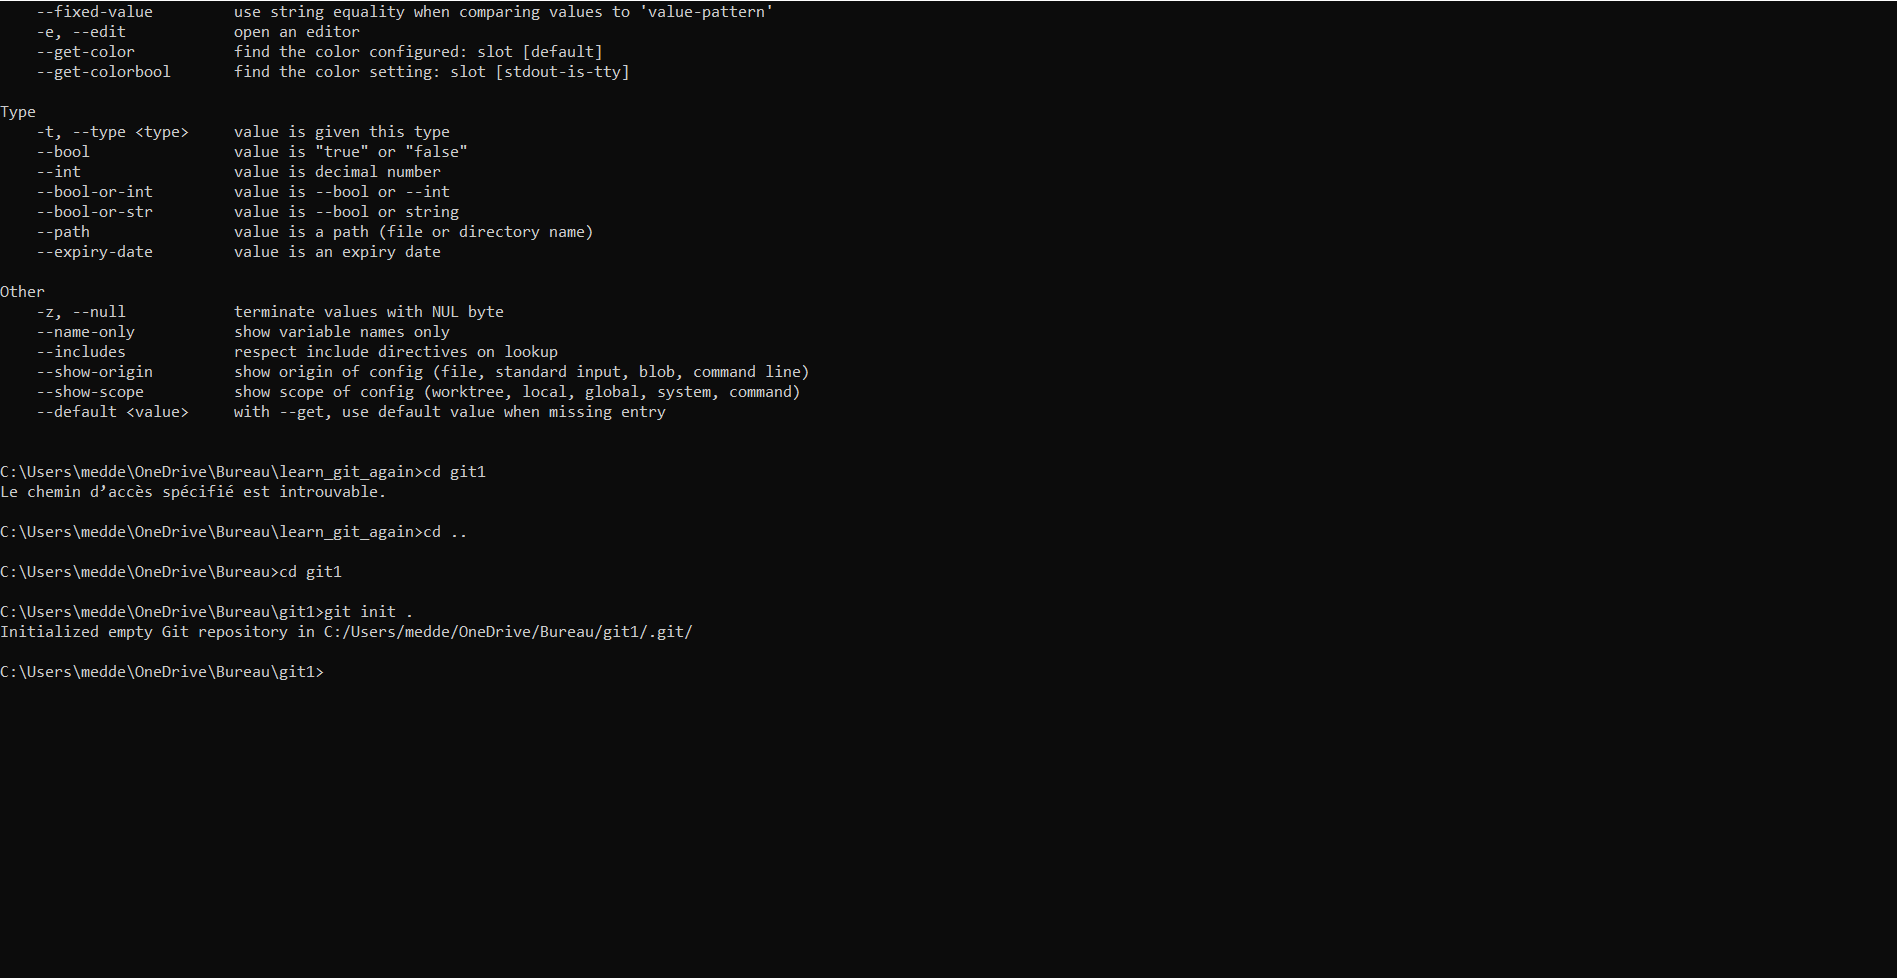 --fixed-value         use string equality when comparing values to 'value-pattern'
-e, --edit            open an editor
--get-color           find the color configured: slot [default]
--get-colorbool       find the color setting: slot [stdout-is-tty]
Type
-t, --type <type>     value is given this type
--bool                value is "true" or "false"
--int                 value is decimal number
--bool-or-int         value is --bool or --int
--bool-or-str         value is --bool or string
--path                value is a path (file or directory name)
--expiry-date         value is an expiry date
Other
-z, --null            terminate values with NUL byte
--name-only           show variable names only
--includes            respect include directives on lookup
--show-origin         show origin of config (file, standard input, blob, command line)
--show-scope          show scope of config (worktree, local, global, system, command)
--default <value>     with --get, use default value when missing entry
C:\Users\medde\OneDrive\Bureau\learn_git_again>cd git1
Le chemin d’accès spécifié est introuvable.
C:\Users\medde\OneDrive\Bureau\learn_git_again>cd ..
C:\Users\medde\OneDrive\Bureau>cd git1
C:\Users\medde\OneDrive\Bureau\git1>git init .
Initialized empty Git repository in C:/Users/medde/OneDrive/Bureau/git1/.git/
C:\Users\medde\OneDrive\Bureau\git1>